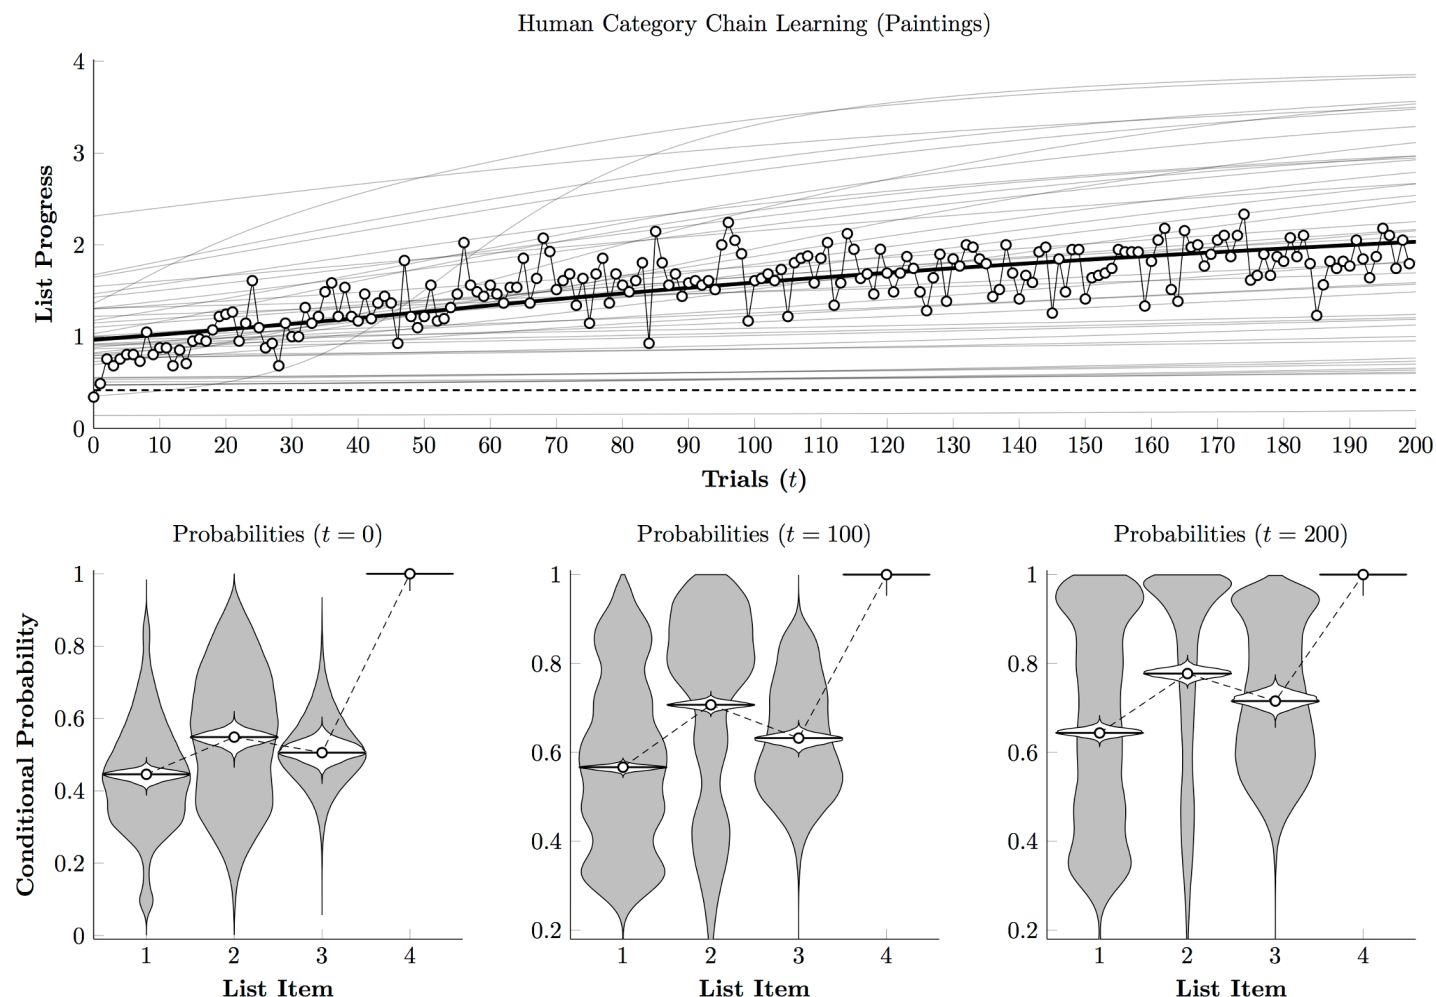 Human Category Chain Learning (Paintings)
4
3
2
1
0
List Progress
0 10 20 30 40 50 60 70 80 90 100 110 120 130 140 150 160 170 180 190 200
Trials (t)
Probabilities (t = 0)
1
0.8
0.6
0.4
0.2
0
Conditional Probability
1 2 3 4
List Item
Probabilities (t = 100)
1
0.8
0.6
0.4
0.2
1 2 3 4
List Item
Probabilities (t = 200)
1
0.8
0.6
0.4
0.2
1 2 3 4
List Item